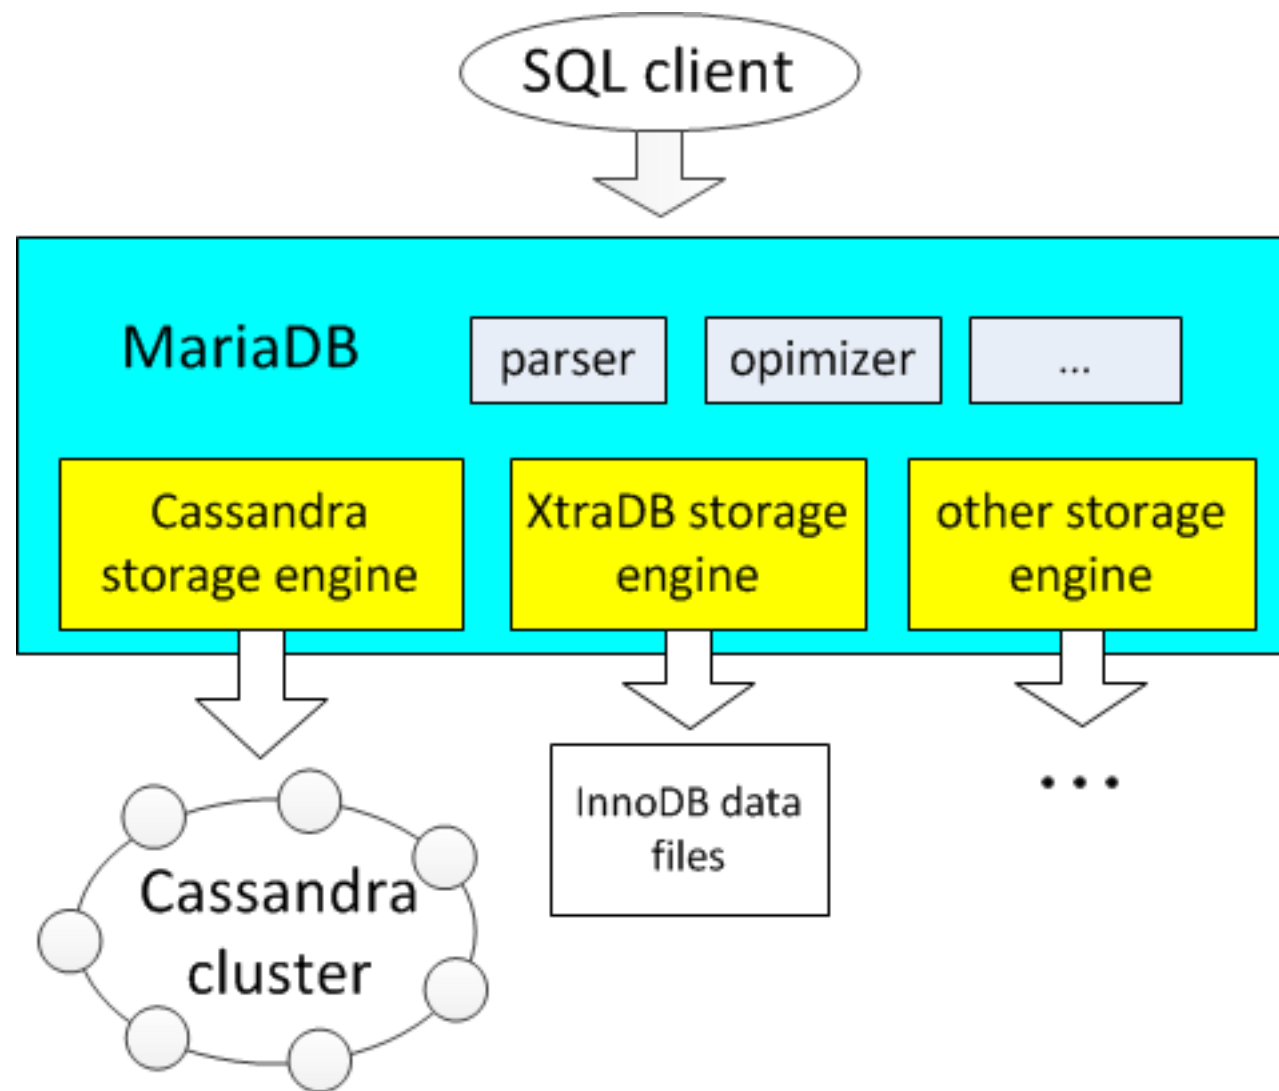 SQL client
MariaDB
parser
opimizer
...
Cassandra
storage engine
XtraDB storage
engine
other storage
engine
InnoDB data
files
...
Cassandra
cluster